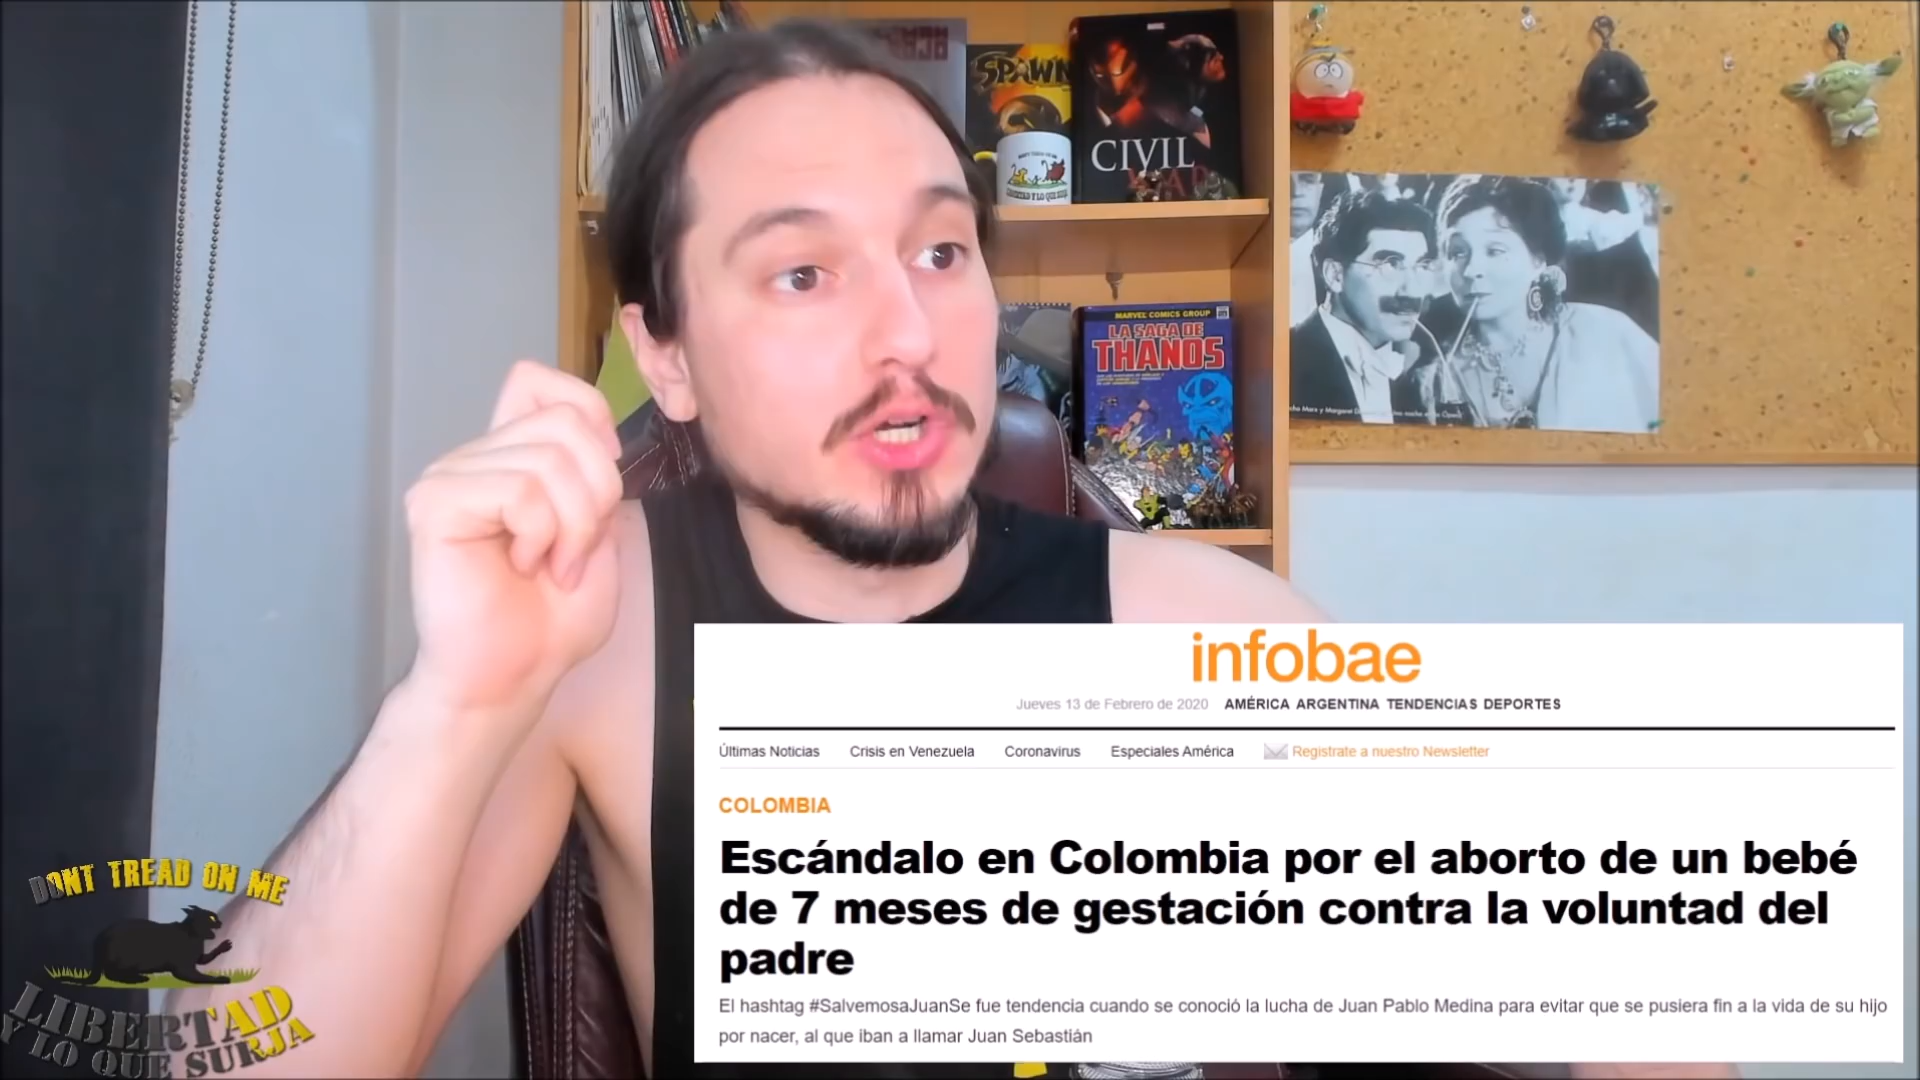 SPAWN
MARVEL
CIVIL
WAR
MARVEL COMICS GROUP
LA SAGA DE
THANOS
infobae
Jueves 13 de Febrero de 2020 AMÉRICA ARGENTINA TENDENCIAS DEPORTES
Últimas Noticias Crisis en Venezuela Coronavirus Especiales América Registrate a nuestro Newsletter
COLOMBIA
Escándalo en Colombia por el aborto de un bebé
de 7 meses de gestación contra la voluntad del
padre
El hashtag #SalvemosaJuanSe fue tendencia cuando se conoció la lucha de Juan Pablo Medina para evitar que se pusiera fin a la vida de su hijo
por nacer, al que iban a llamar Juan Sebastián
DONT TREAD ON ME
LIBERTAD
Y LO QUE SURJA